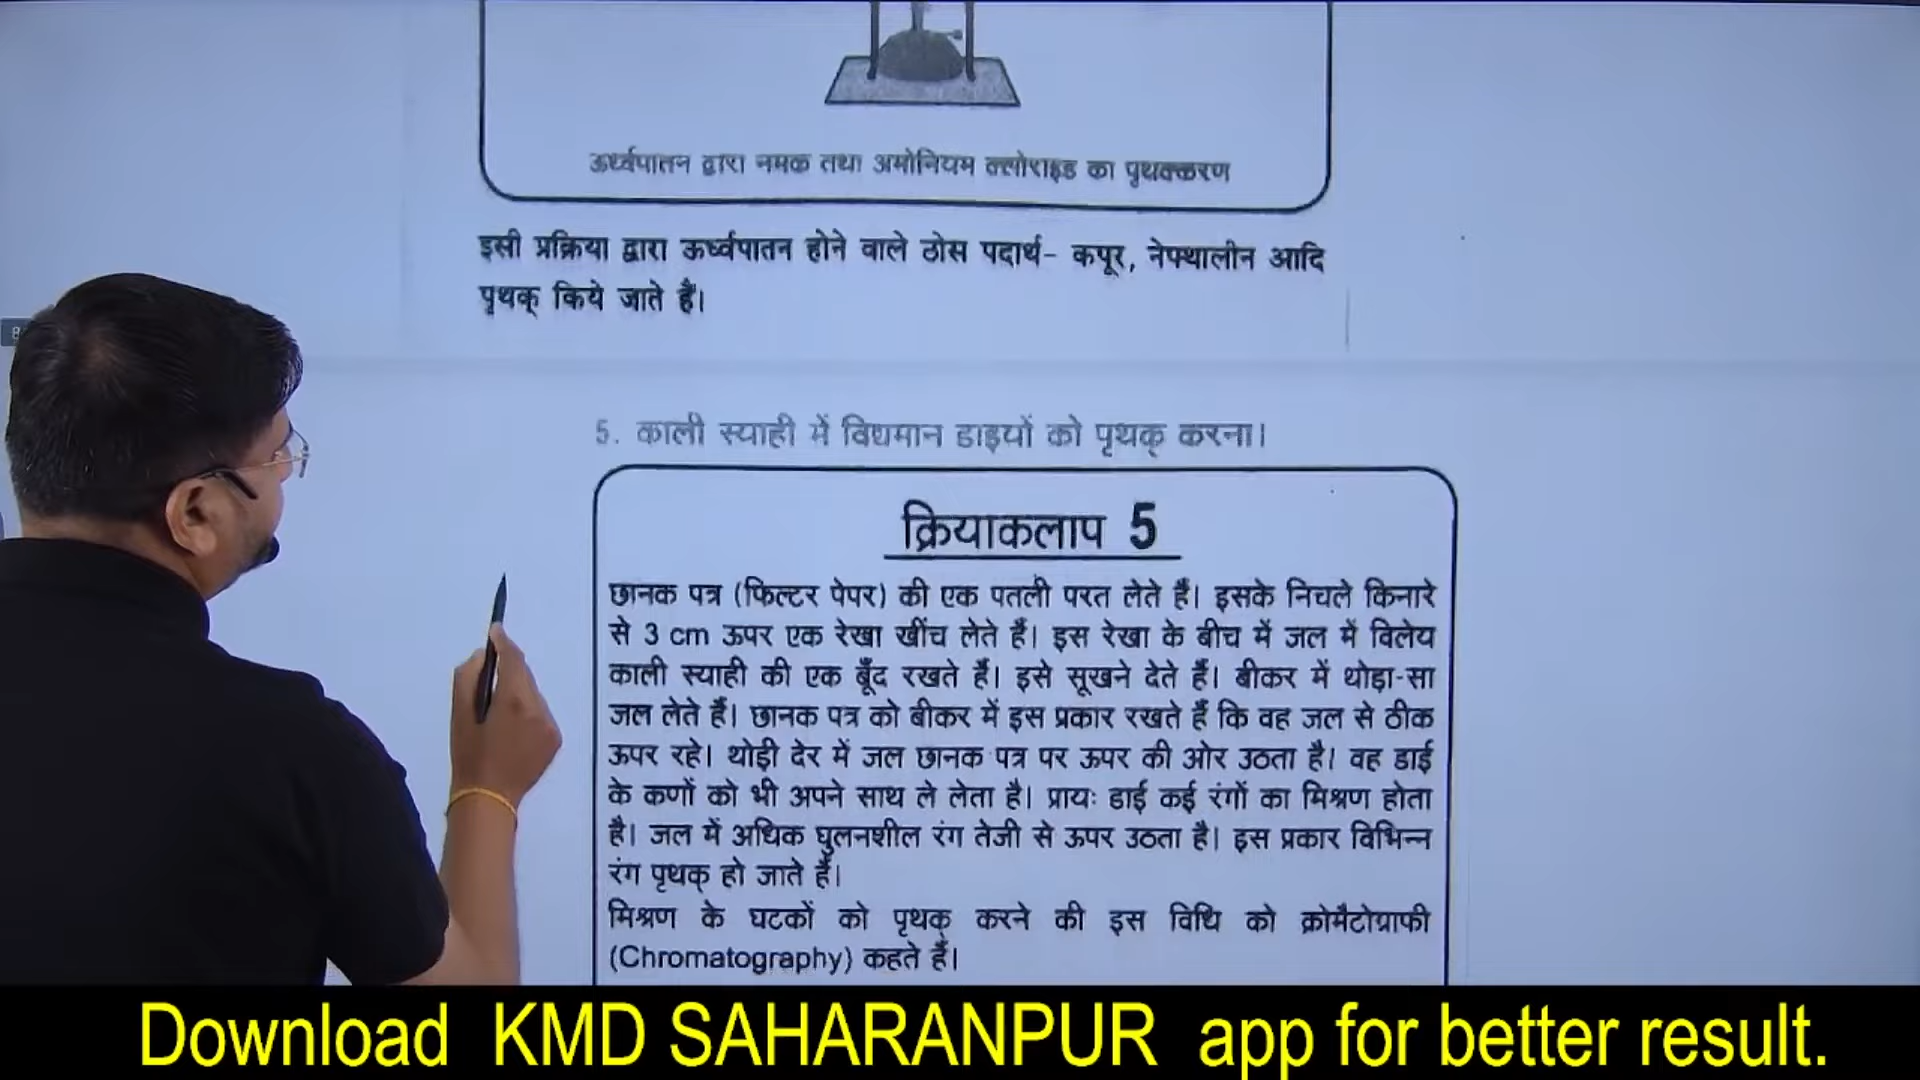 ऊर्ध्वपातन द्वारा नमक तथा अमोनियम क्लोराइड का पृथक्करण
इसी प्रक्रिया द्वारा ऊर्ध्वपातन होने वाले ठोस पदार्थ- कपूर, नेफ्थालीन आदि
पृथक् किये जाते हैं।
5. काली स्याही में विधमान डाइयों को पृथक् करना।
क्रियाकलाप 5
छानक पत्र (फिल्टर पेपर) की एक पतली परत लेते हैं। इसके निचले किनारे
से 3 cm ऊपर एक रेखा खींच लेते हैं। इस रेखा के बीच में जल में विलेय
काली स्याही की एक बूँद रखते हैं। इसे सूखने देते हैं। बीकर में थोड़ा-सा
जल लेते हैं। छानक पत्र को बीकर में इस प्रकार रखते हैं कि वह जल से ठीक
ऊपर रहे। थोड़ी देर में जल छानक पत्र पर ऊपर की ओर उठता है। वह डाई
के कणों को भी अपने साथ ले लेता है। प्रायः डाई कई रंगों का मिश्रण होता
है। जल में अधिक घुलनशील रंग तेजी से ऊपर उठता है। इस प्रकार विभिन्न
रंग पृथक् हो जाते हैं।
मिश्रण के घटकों को पृथक् करने की इस विधि को क्रोमैटोग्राफी
(Chromatography) कहते हैं।
Download KMD SAHARANPUR app for better result.